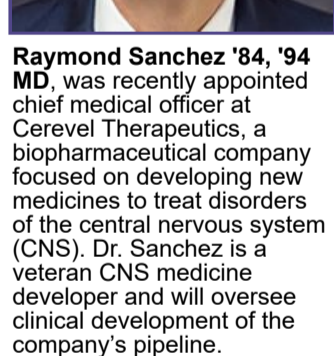 Raymond Sanchez '84, '94
MD, was recently appointed
chief medical officer at
Cerevel Therapeutics, a
biopharmaceutical company
focused on developing new
medicines to treat disorders
of the central nervous system
(CNS). Dr. Sanchez is a
veteran CNS medicine
developer and will oversee
clinical development of the
company’s pipeline.